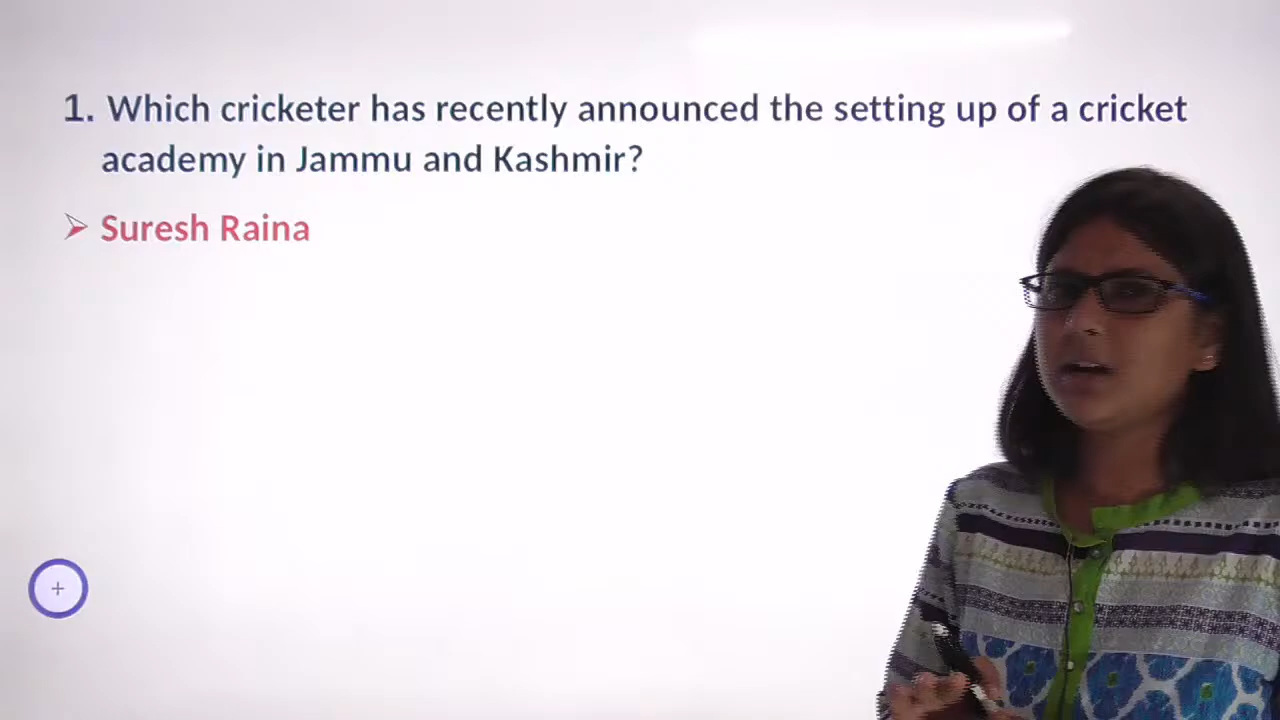 1. Which cricketer has recently announced the setting up of a cricket
academy in Jammu and Kashmir?
Suresh Raina